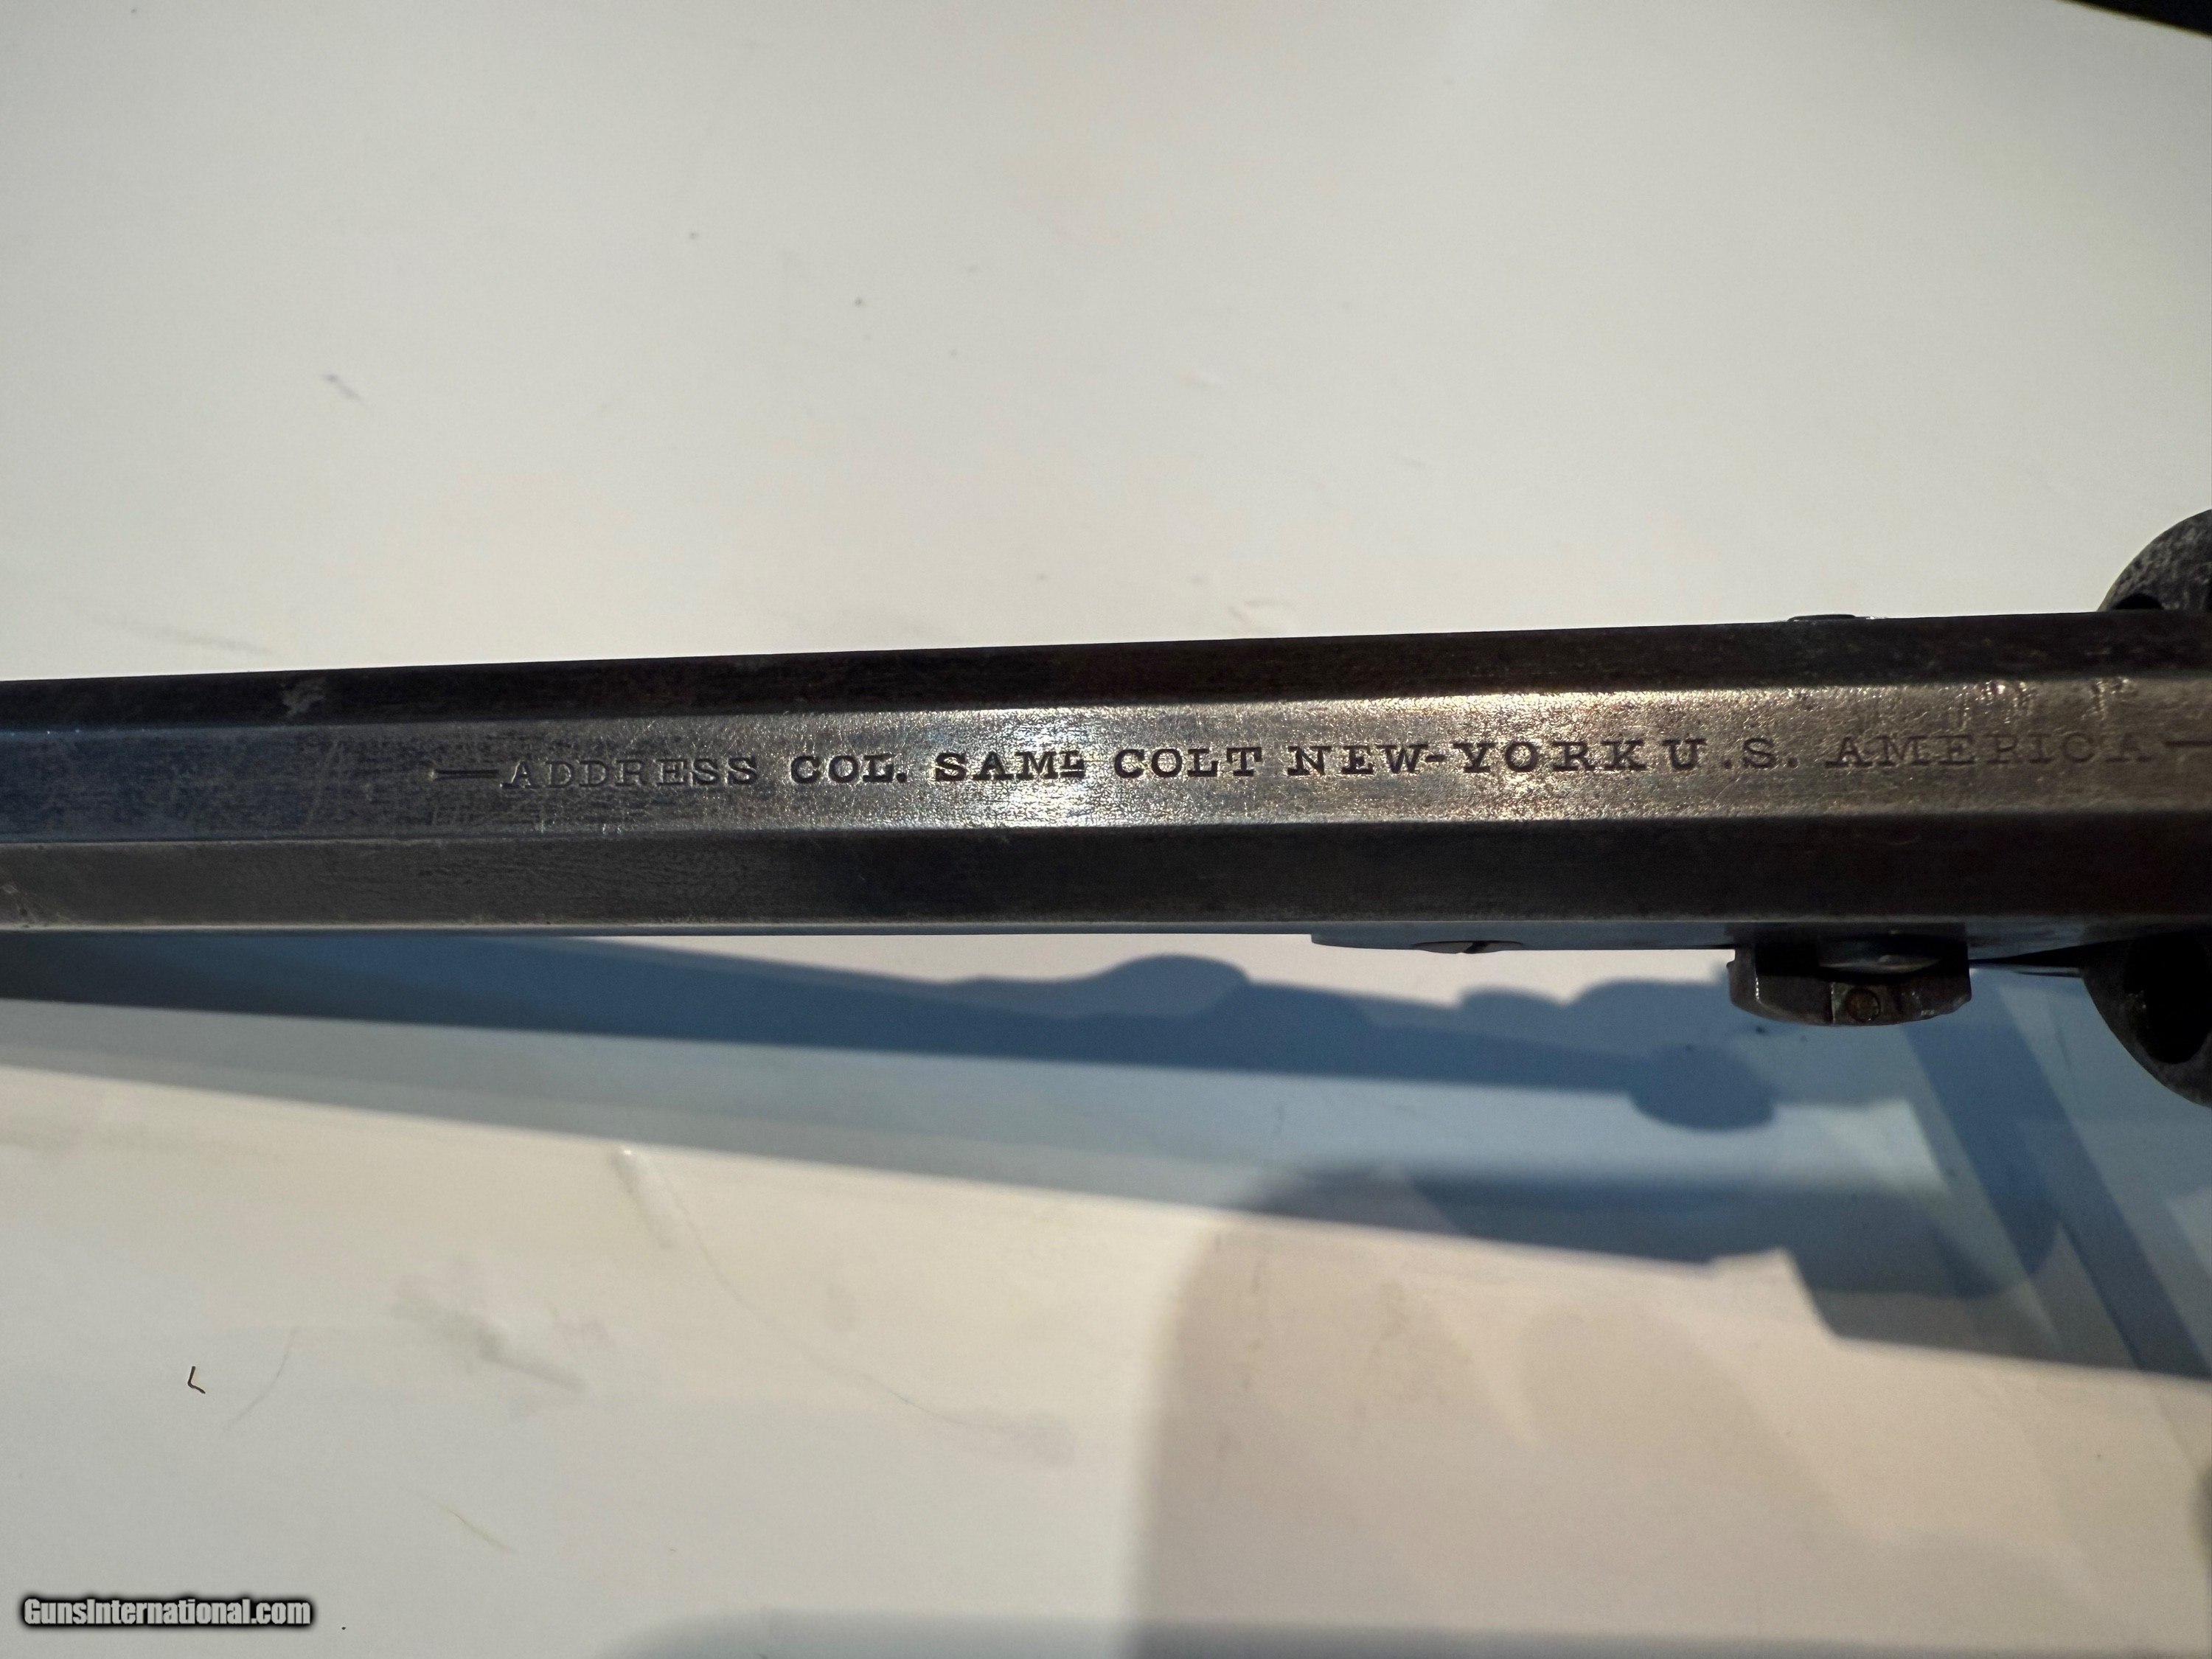 —ADDRESS COL. SAMᴸ COLT NEW-YORK U.S. AMERICA—
GunsInternational.com